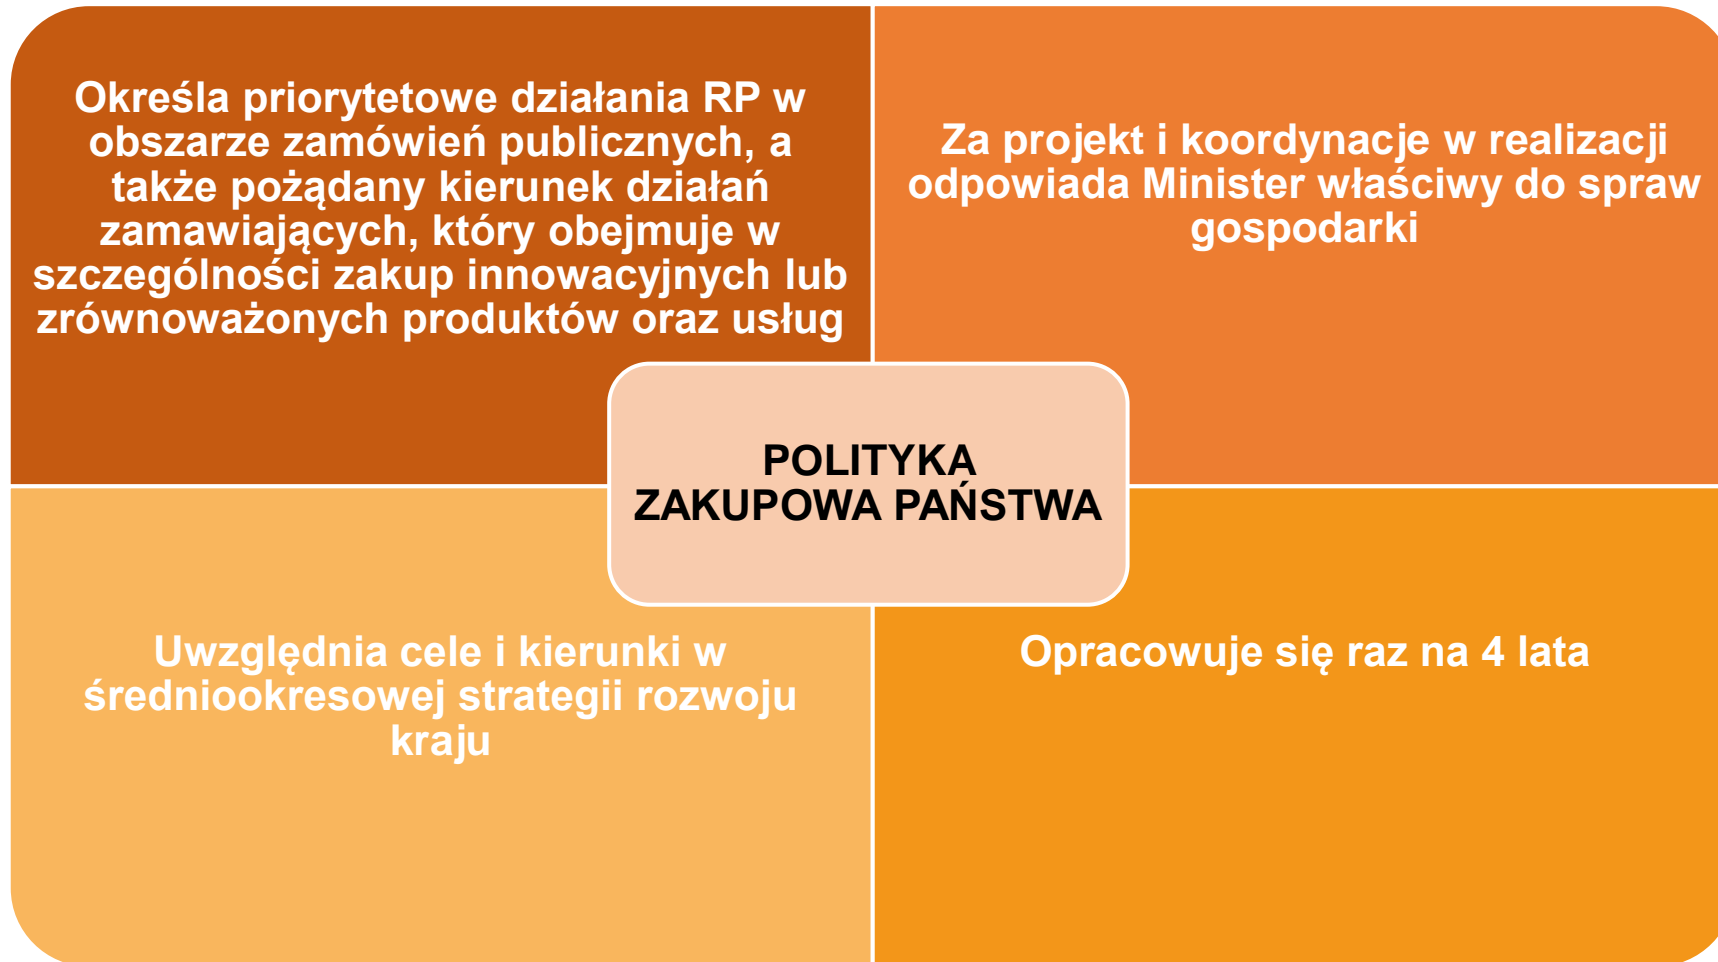 Określa priorytetowe działania RP w
obszarze zamówień publicznych, a
także pożądany kierunek działań
zamawiających, który obejmuje w
szczególności zakup innowacyjnych lub
zrównoważonych produktów oraz usług
Za projekt i koordynacje w realizacji
odpowiada Minister właściwy do spraw
gospodarki
POLITYKA
ZAKUPOWA PAŃSTWA
Uwzględnia cele i kierunki w
średniookresowej strategii rozwoju
kraju
Opracowuje się raz na 4 lata